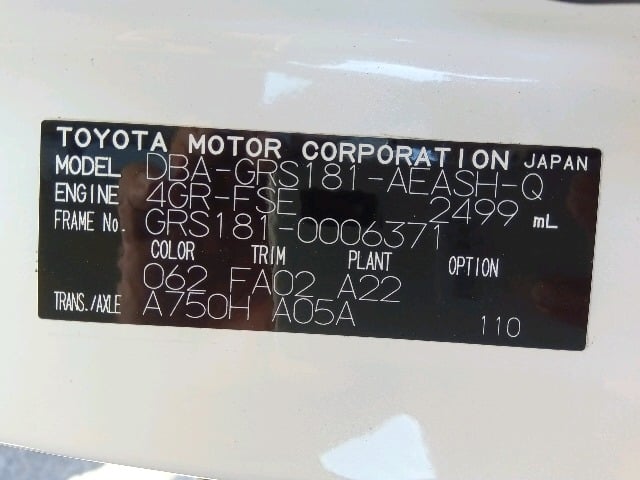 TOYOTA MOTOR CORPORATION JAPAN
MODEL DBA-GRS181-AEASH-Q
ENGINE 4GR-FSE 2499 mL
FRAME No. GRS181-0006371
COLOR TRIM PLANT OPTION
062 FA02 A22
TRANS./AXLE A750H A05A
110